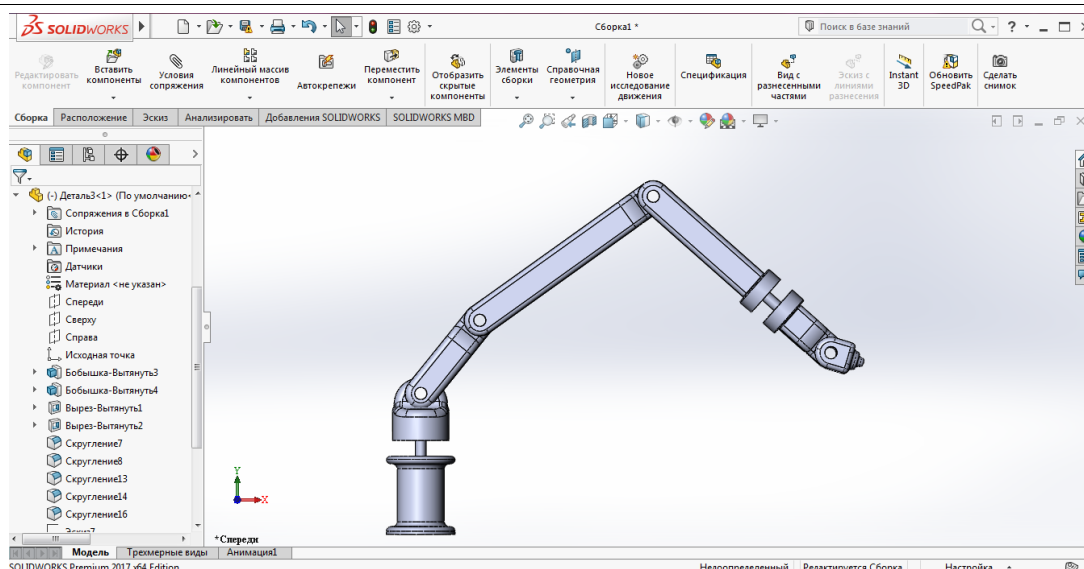 SOLIDWORKS
Сборка1 *
Поиск в базе знаний
Редактировать компонент
Вставить компоненты
Условия сопряжения
Линейный массив компонентов
Автокрепежи
Переместить компонент
Отобразить скрытые компоненты
Элементы сборки
Справочная геометрия
Новое исследование движения
Спецификация
Вид с разнесенными частями
Эскиз с линиями разнесения
Instant 3D
Обновить SpeedPak
Сделать снимок
Сборка
Расположение
Эскиз
Анализировать
Добавления SOLIDWORKS
SOLIDWORKS MBD
(-) Деталь3<1> (По умолчанию<
Сопряжения в Сборка1
История
Примечания
Датчики
Материал <не указан>
Спереди
Сверху
Справа
Исходная точка
Бобышка-Вытянуть3
Бобышка-Вытянуть4
Вырез-Вытянуть1
Вырез-Вытянуть2
Скругление7
Скругление8
Скругление13
Скругление14
Скругление16
Эскиз7
Y
X
*Спереди
Модель
Трехмерные виды
Анимация1
SOLIDWORKS Premium 2017 x64 Edition
Недоопределенный
Редактируется Сборка
Настройка